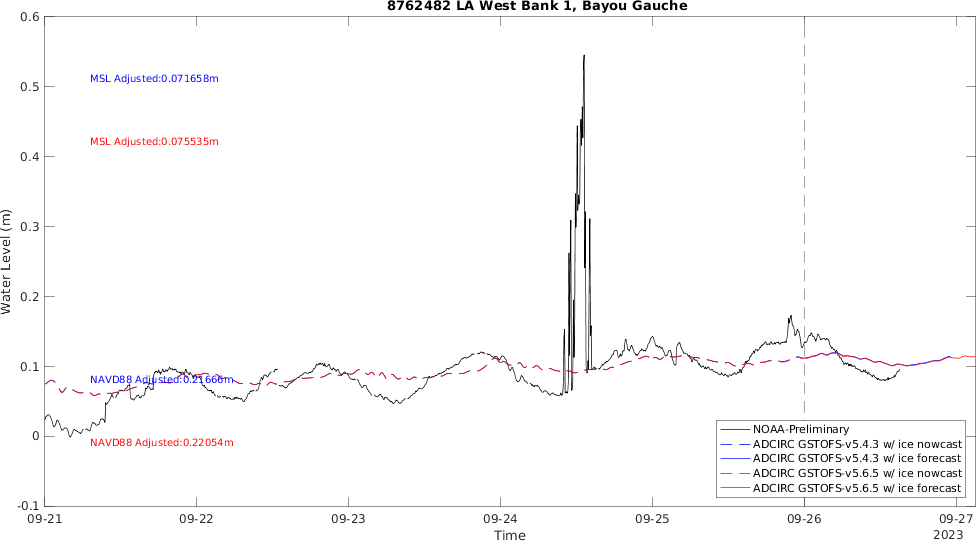 8762482 LA West Bank 1, Bayou Gauche
0.6
0.5
0.4
0.3
0.2
0.1
0
-0.1
Water Level (m)
MSL Adjusted:0.071658m
MSL Adjusted:0.075535m
NAVD88 Adjusted:0.21666m
NAVD88 Adjusted:0.22054m
NOAA-Preliminary
ADCIRC GSTOFS-v5.4.3 w/ ice nowcast
ADCIRC GSTOFS-v5.4.3 w/ ice forecast
ADCIRC GSTOFS-v5.6.5 w/ ice nowcast
ADCIRC GSTOFS-v5.6.5 w/ ice forecast
09-21 09-22 09-23 09-24 09-25 09-26 09-27
Time
2023